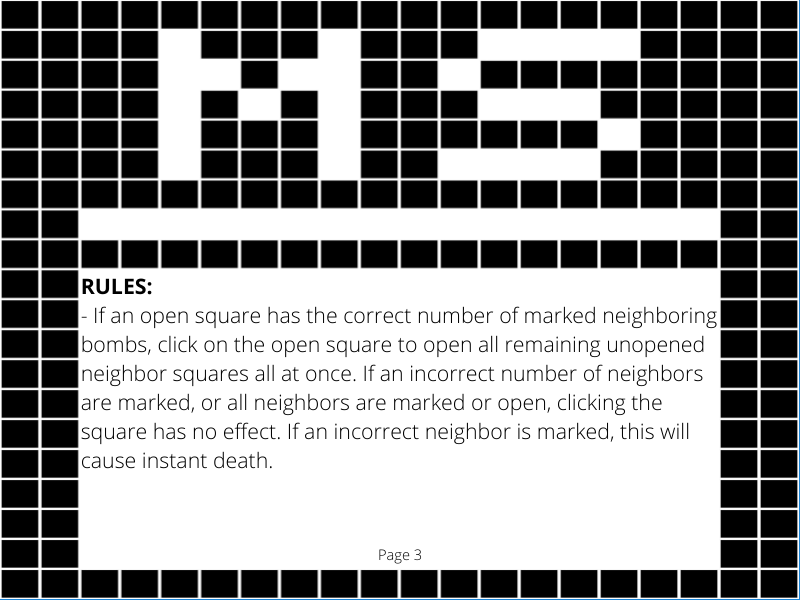 MS
RULES:
- If an open square has the correct number of marked neighboring
bombs, click on the open square to open all remaining unopened
neighbor squares all at once. If an incorrect number of neighbors
are marked, or all neighbors are marked or open, clicking the
square has no effect. If an incorrect neighbor is marked, this will
cause instant death.
Page 3